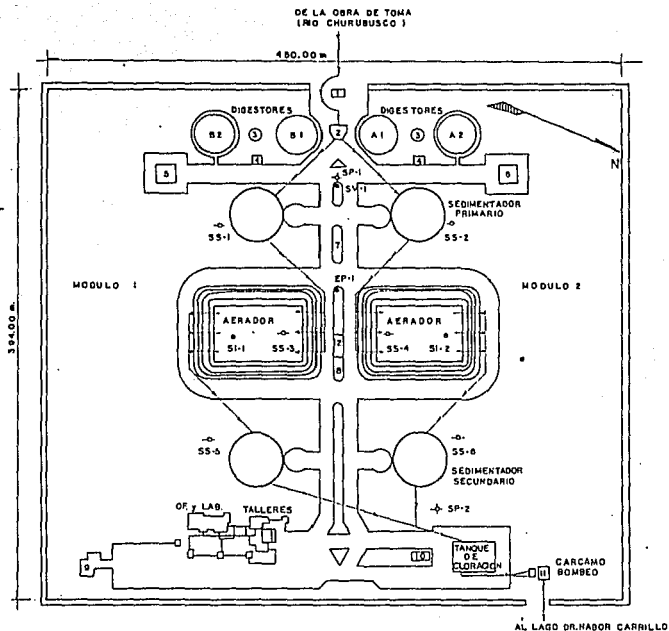 DE LA OBRA DE TOMA
(RIO CHURUBUSCO)
480.00 m
394.00 m.
1
DIGESTORES
DIGESTORES
B2
3
B1
2
A1
3
A2
4
4
N
5
6
SP-1
SV-1
SEDIMENTADOR
PRIMARIO
SS-1
SS-2
7
EP-1
MODULO 1
MODULO 2
AERADOR
AERADOR
SI-1
SS-3
SS-4
SI-2
8
SS-5
SS-6
SEDIMENTADOR
SECUNDARIO
OF. y LAB.
TALLERES
SP-2
9
10
TANQUE
DE
CLORACION
11
CARCAMO
BOMBEO
AL LAGO DR. NABOR CARRILLO